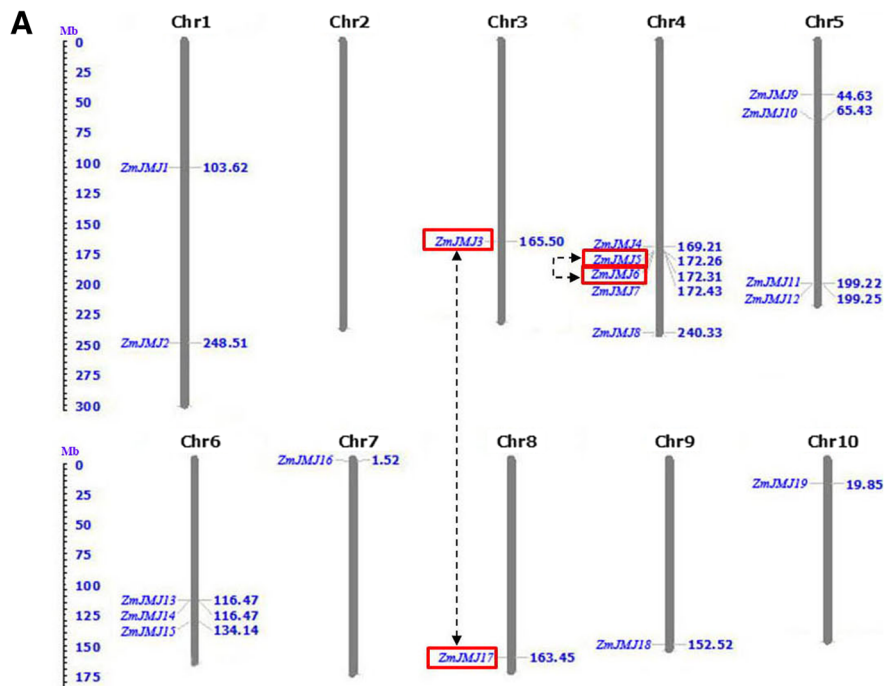 A
Mb
Chr1 Chr2 Chr3 Chr4 Chr5
0
25
50
75
100
125
150
175
200
225
250
275
300
ZmJMJ1 103.62
ZmJMJ2 248.51
ZmJMJ3 165.50
ZmJMJ4 169.21
ZmJMJ5 172.26
ZmJMJ6 172.31
ZmJMJ7 172.43
ZmJMJ8 240.33
ZmJMJ9 44.63
ZmJMJ10 65.43
ZmJMJ11 199.22
ZmJMJ12 199.25
Mb
Chr6 Chr7 Chr8 Chr9 Chr10
0
25
50
75
100
125
150
175
ZmJMJ13 116.47
ZmJMJ14 116.47
ZmJMJ15 134.14
ZmJMJ16 1.52
ZmJMJ17 163.45
ZmJMJ18 152.52
ZmJMJ19 19.85